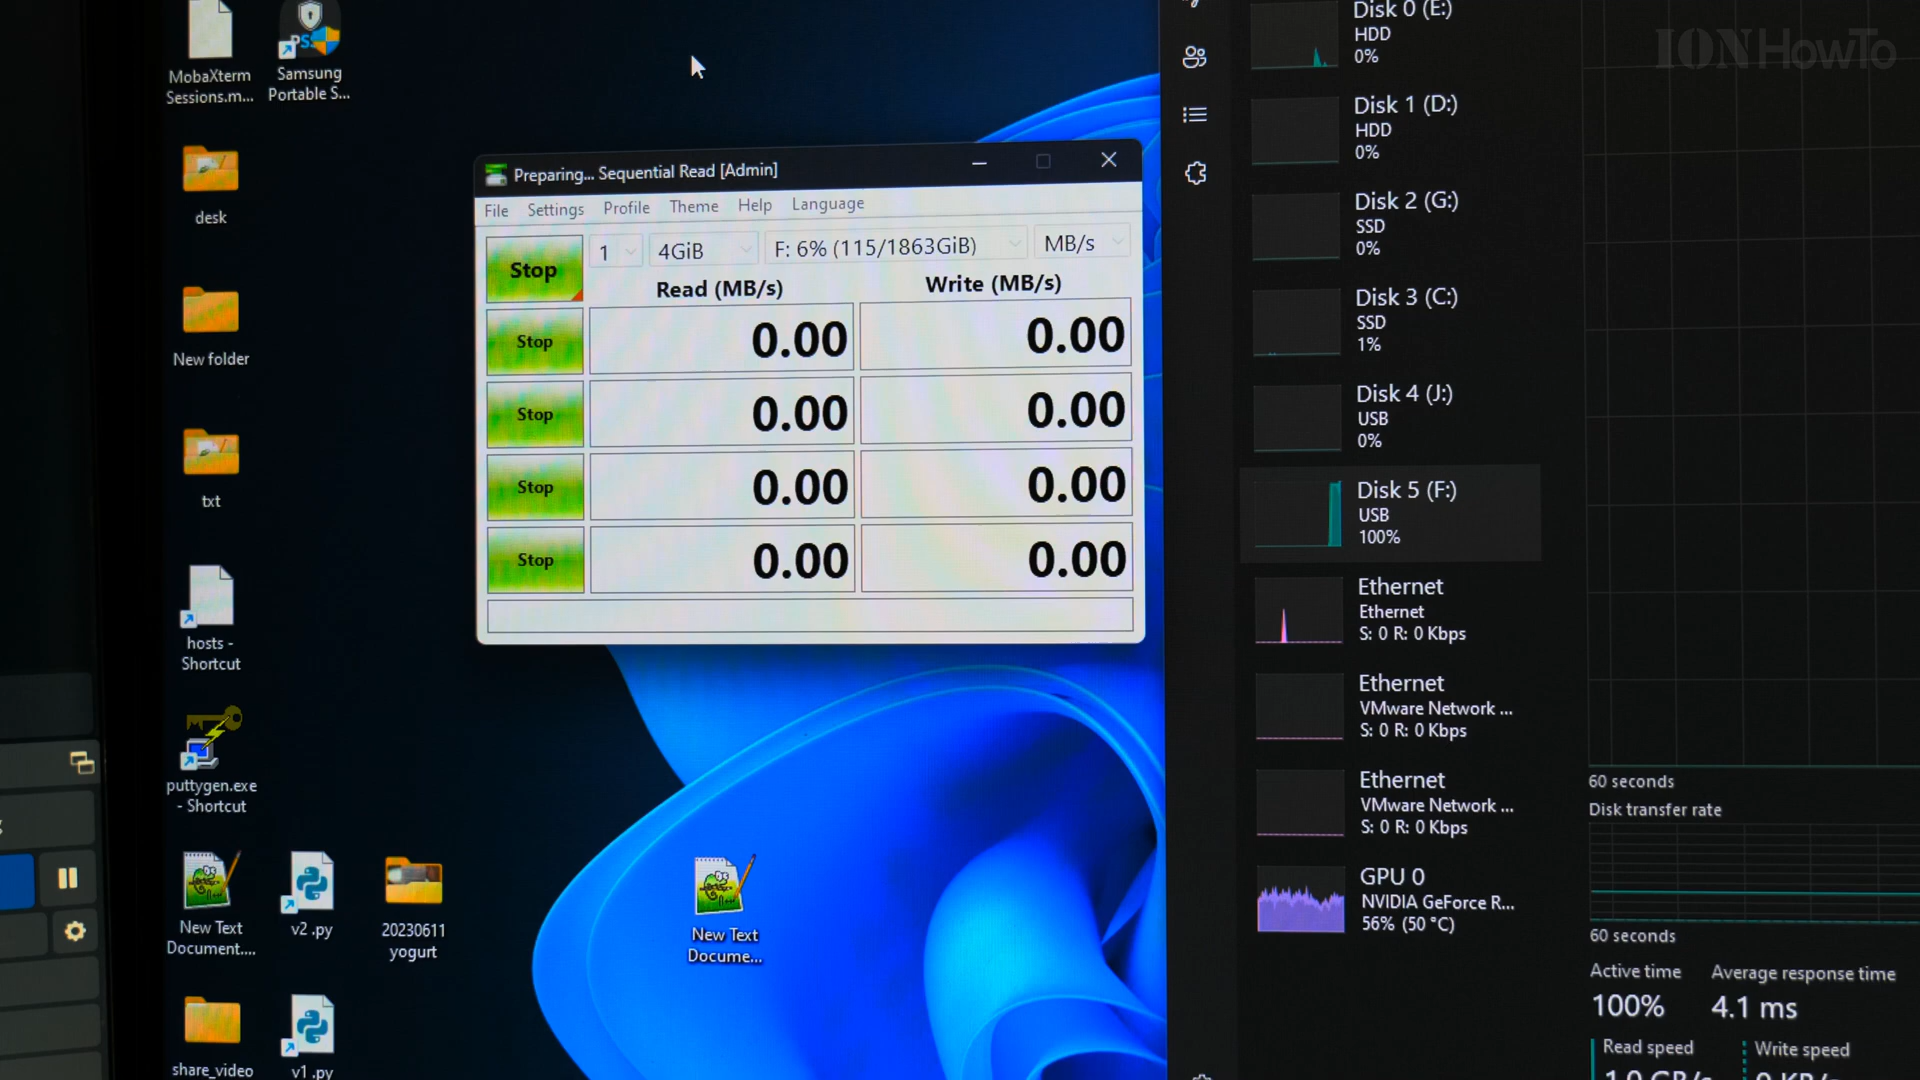 ION HowTo
MobaXterm
Sessions.m...
Samsung
Portable S...
desk
New folder
txt
hosts -
Shortcut
puttygen.exe
- Shortcut
New Text
Document....
v2 .py
20230611
yogurt
share_video
v1 .py
New Text
Docume...
Preparing... Sequential Read [Admin]
File Settings Profile Theme Help Language
Stop 1 4GiB F: 6% (115/1863GiB) MB/s
Read (MB/s) Write (MB/s)
Stop 0.00 0.00
Stop 0.00 0.00
Stop 0.00 0.00
Stop 0.00 0.00
Disk 0 (E:)
HDD
0%
Disk 1 (D:)
HDD
0%
Disk 2 (G:)
SSD
0%
Disk 3 (C:)
SSD
1%
Disk 4 (J:)
USB
0%
Disk 5 (F:)
USB
100%
Ethernet
Ethernet
S: 0 R: 0 Kbps
Ethernet
VMware Network ...
S: 0 R: 0 Kbps
Ethernet
VMware Network ...
S: 0 R: 0 Kbps
GPU 0
NVIDIA GeForce R...
56% (50 °C)
60 seconds
Disk transfer rate
60 seconds
Active time Average response time
100% 4.1 ms
Read speed Write speed